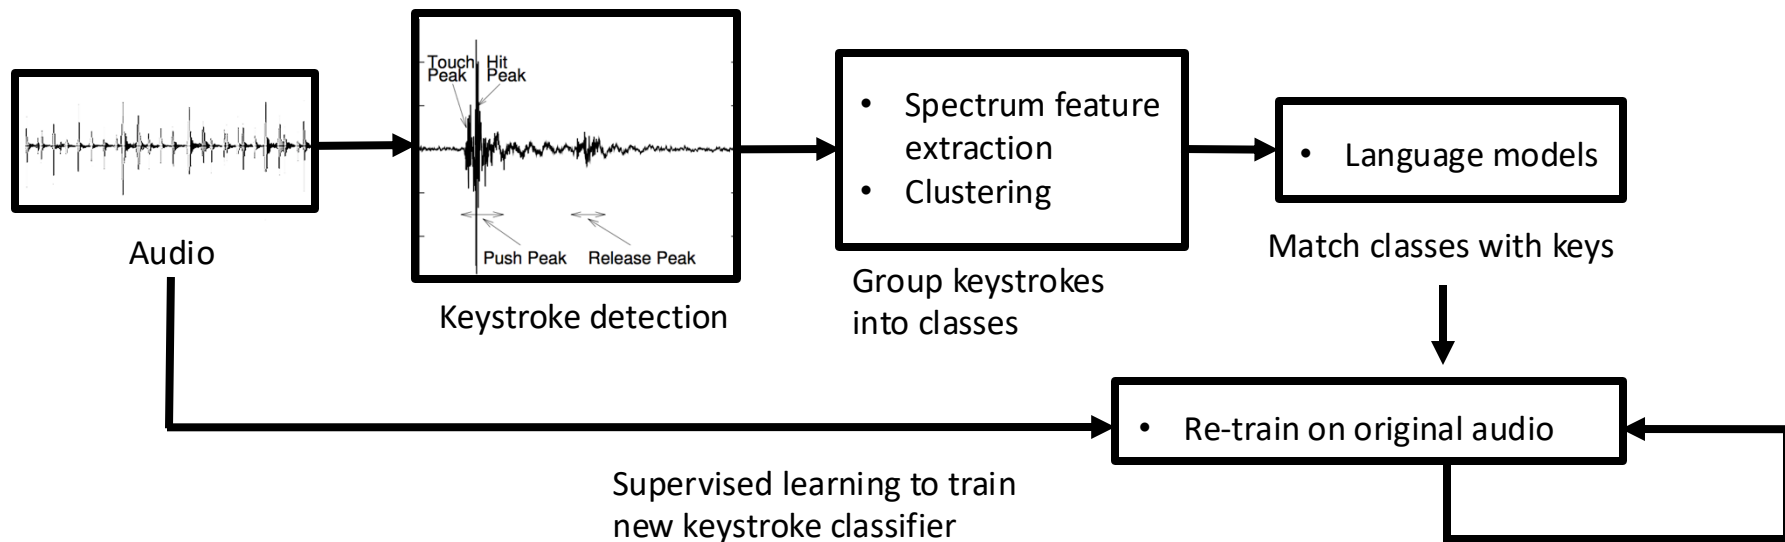 Touch Hit
Peak Peak
Push Peak Release Peak
• Spectrum feature
extraction
• Clustering
• Language models
Audio
Keystroke detection
Group keystrokes
into classes
Match classes with keys
• Re-train on original audio
Supervised learning to train
new keystroke classifier